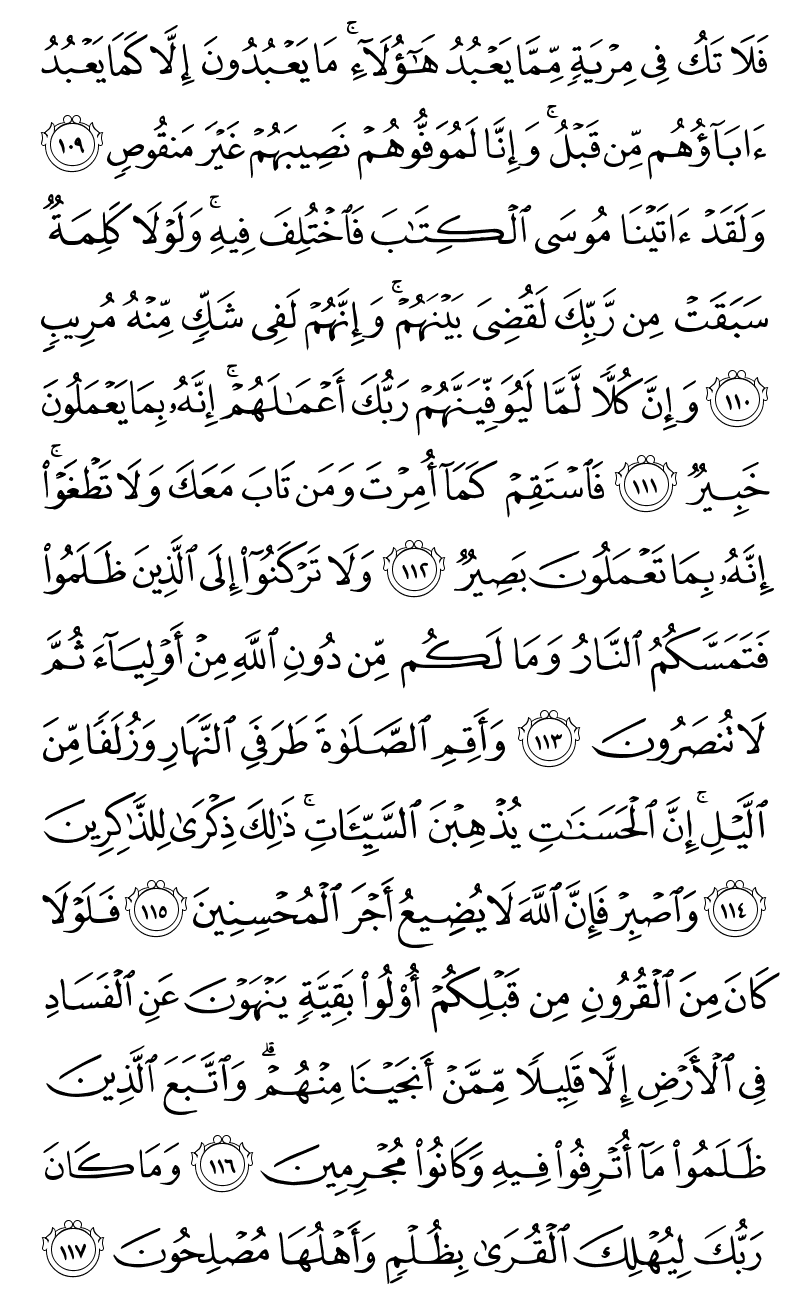 فَلَا تَكُ فِى مِرْيَةٍ مِّمَّا يَعْبُدُ هَـٰٓؤُلَآءِ ۚ مَا يَعْبُدُونَ إِلَّا كَمَا يَعْبُدُ
ءَابَآؤُهُم مِّن قَبْلُ ۚ وَإِنَّا لَمُوَفُّوهُمْ نَصِيبَهُمْ غَيْرَ مَنقُوصٍ ١٠٩
وَلَقَدْ ءَاتَيْنَا مُوسَى ٱلْكِتَـٰبَ فَٱخْتُلِفَ فِيهِ ۚ وَلَوْلَا كَلِمَةٌ
سَبَقَتْ مِن رَّبِّكَ لَقُضِىَ بَيْنَهُمْ ۚ وَإِنَّهُمْ لَفِى شَكٍّ مِّنْهُ مُرِيبٍ
١١٠ وَإِنَّ كُلًّا لَّمَّا لَيُوَفِّيَنَّهُمْ رَبُّكَ أَعْمَـٰلَهُمْ ۚ إِنَّهُۥ بِمَا يَعْمَلُونَ
خَبِيرٌ ١١١ فَٱسْتَقِمْ كَمَآ أُمِرْتَ وَمَن تَابَ مَعَكَ وَلَا تَطْغَوْا۟ ۚ
إِنَّهُۥ بِمَا تَعْمَلُونَ بَصِيرٌ ١١٢ وَلَا تَرْكَنُوٓا۟ إِلَى ٱلَّذِينَ ظَلَمُوا۟
فَتَمَسَّكُمُ ٱلنَّارُ وَمَا لَكُم مِّن دُونِ ٱللَّهِ مِنْ أَوْلِيَآءَ ثُمَّ
لَا تُنصَرُونَ ١١٣ وَأَقِمِ ٱلصَّلَوٰةَ طَرَفَىِ ٱلنَّهَارِ وَزُلَفًا مِّنَ
ٱلَّيْلِ ۚ إِنَّ ٱلْحَسَنَـٰتِ يُذْهِبْنَ ٱلسَّيِّـَٔاتِ ۚ ذَٰلِكَ ذِكْرَىٰ لِلذَّٰكِرِينَ
١١٤ وَٱصْبِرْ فَإِنَّ ٱللَّهَ لَا يُضِيعُ أَجْرَ ٱلْمُحْسِنِينَ ١١٥ فَلَوْلَا
كَانَ مِنَ ٱلْقُرُونِ مِن قَبْلِكُمْ أُو۟لُوا۟ بَقِيَّةٍ يَنْهَوْنَ عَنِ ٱلْفَسَادِ
فِى ٱلْأَرْضِ إِلَّا قَلِيلًا مِّمَّنْ أَنجَيْنَا مِنْهُمْ ۗ وَٱتَّبَعَ ٱلَّذِينَ
ظَلَمُوا۟ مَآ أُتْرِفُوا۟ فِيهِ وَكَانُوا۟ مُجْرِمِينَ ١١٦ وَمَا كَانَ
رَبُّكَ لِيُهْلِكَ ٱلْقُرَىٰ بِظُلْمٍ وَأَهْلُهَا مُصْلِحُونَ ١١٧